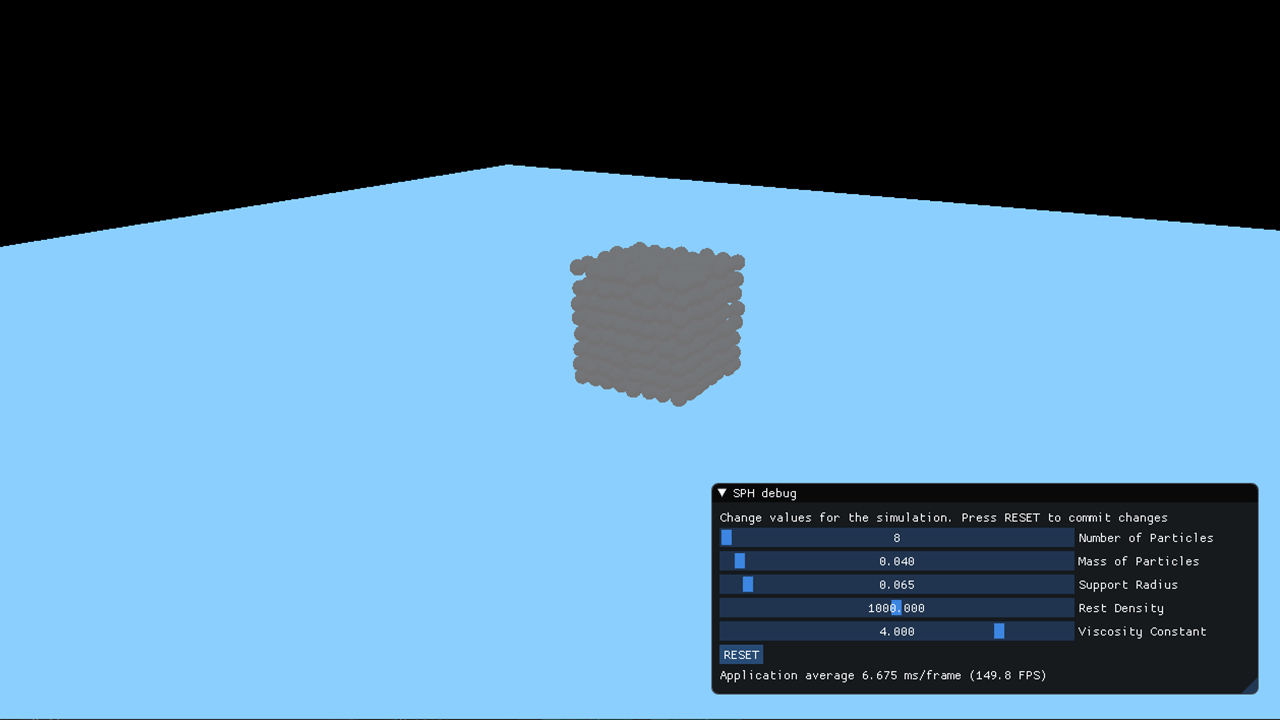 SPH debug
Change values for the simulation. Press RESET to commit changes
8 Number of Particles
0.040 Mass of Particles
0.065 Support Radius
1000.000 Rest Density
4.000 Viscosity Constant
RESET
Application average 6.675 ms/frame (149.8 FPS)